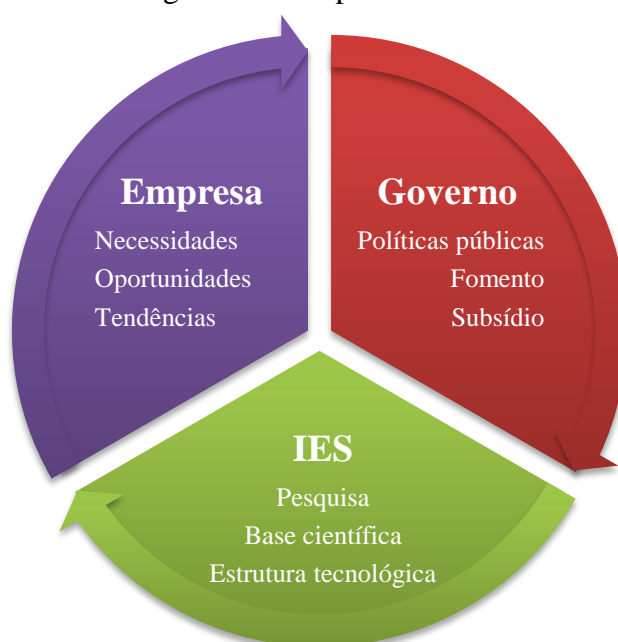 Empresa
Necessidades
Oportunidades
Tendências
Governo
Políticas públicas
Fomento
Subsídio
IES
Pesquisa
Base científica
Estrutura tecnológica